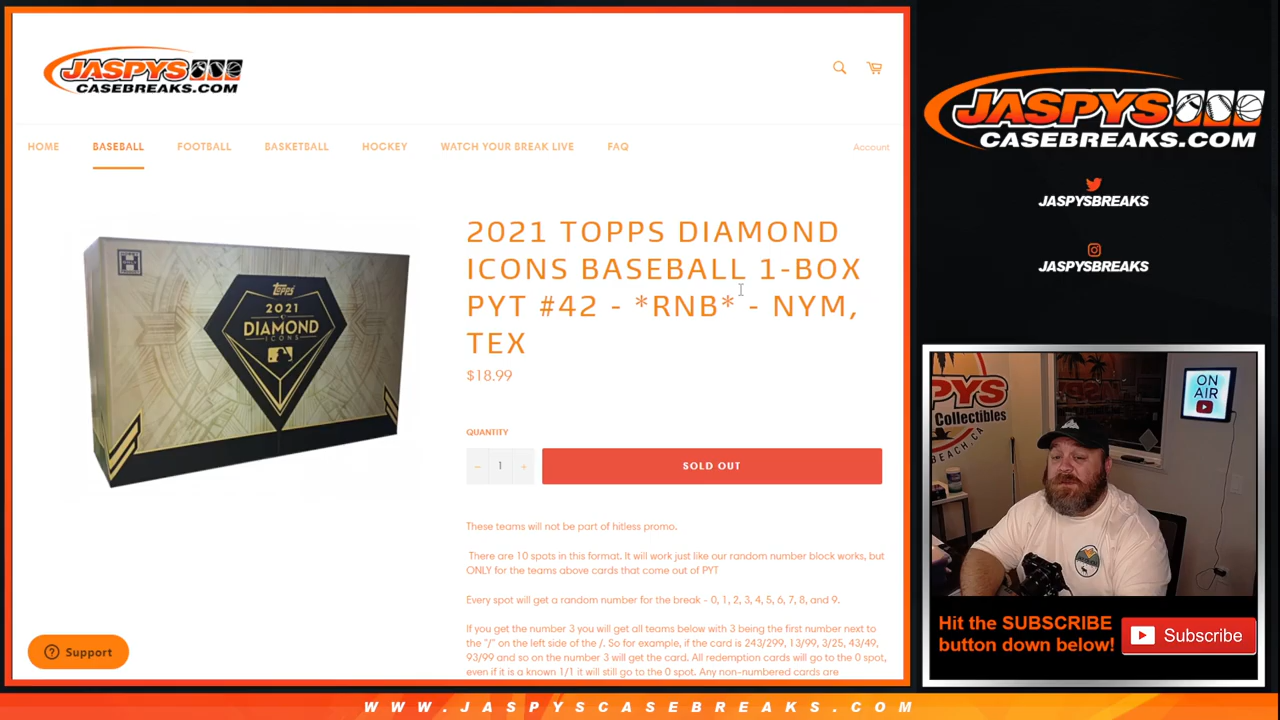 JASPYS
CASEBREAKS.COM
HOME
BASEBALL
FOOTBALL
BASKETBALL
HOCKEY
WATCH YOUR BREAK LIVE
FAQ
Account
H
Topps
2021
DIAMOND
ICONS
2021 TOPPS DIAMOND
ICONS BASEBALL 1-BOX
PYT #42 - *RNB* - NYM,
TEX
$18.99
QUANTITY
− 1 +
SOLD OUT
These teams will not be part of hitless promo.
There are 10 spots in this format. It will work just like our random number block works, but
ONLY for the teams above cards that come out of PYT
Every spot will get a random number for the break - 0, 1, 2, 3, 4, 5, 6, 7, 8, and 9.
If you get the number 3 you will get all teams below with 3 being the first number next to
the "/" on the left side of the /. So for example, if the card is 243/299, 13/99, 3/25, 43/49,
93/99 and so on the number 3 will get the card. All redemption cards will go to the 0 spot,
even if it is a known 1/1 it will still go to the 0 spot. Any non-numbered cards are
Support
JASPYS
CASEBREAKS.COM
JASPYSBREAKS
JASPYSBREAKS
PYS
Collectibles
BEACH, CA
ON
AIR
Hit the SUBSCRIBE
button down below!
Subscribe
WWW.JASPYSCASEBREAKS.COM